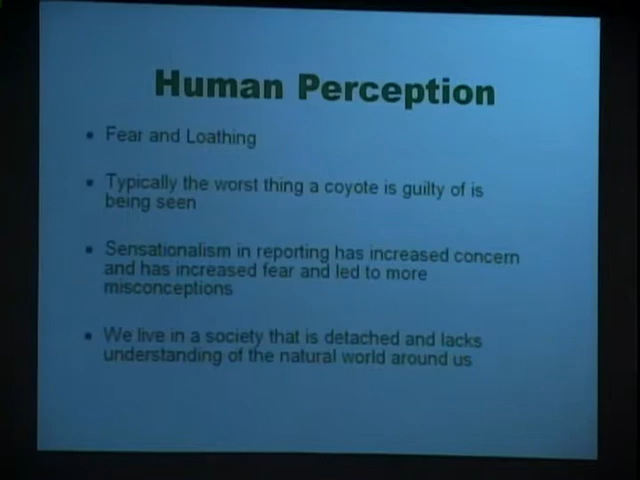 Human Perception
• Fear and Loathing
• Typically the worst thing a coyote is guilty of is
being seen
• Sensationalism in reporting has increased concern
and has increased fear and led to more
misconceptions
• We live in a society that is detached and lacks
understanding of the natural world around us